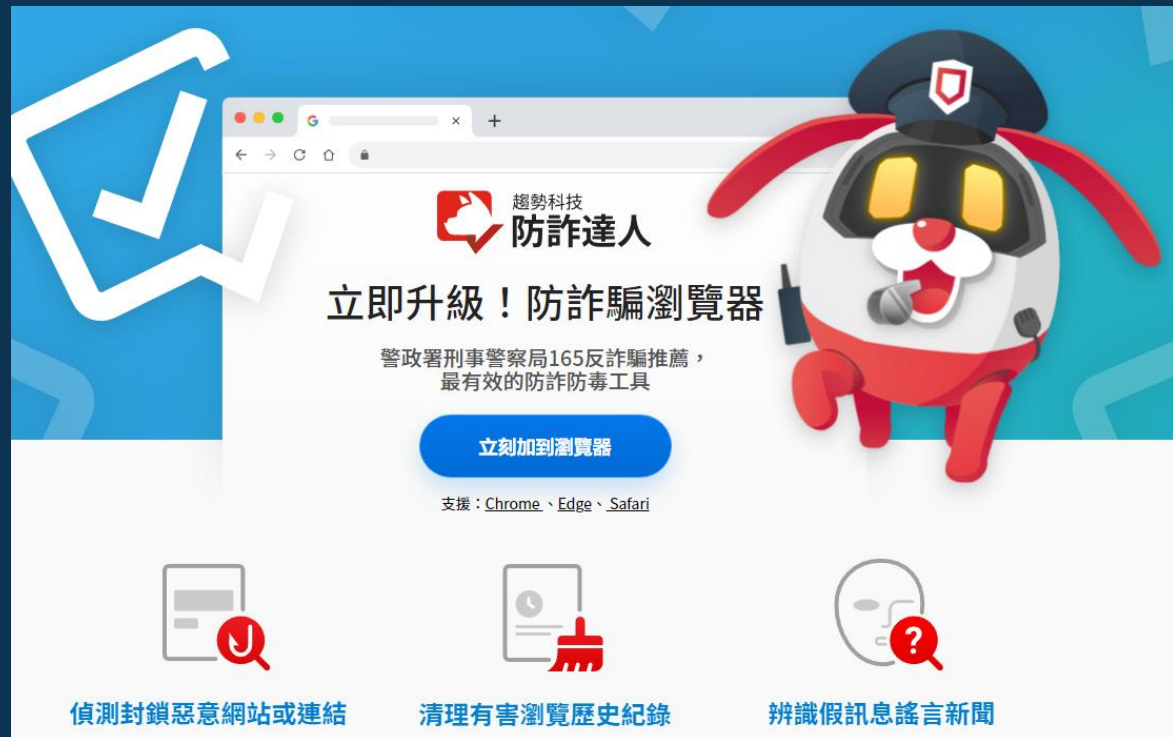 趨勢科技
防詐達人
立即升級！防詐騙瀏覽器
警政署刑事警察局165反詐騙推薦，
最有效的防詐防毒工具
立刻加到瀏覽器
支援：Chrome、Edge、Safari
偵測封鎖惡意網站或連結
清理有害瀏覽歷史紀錄
辨識假訊息謠言新聞